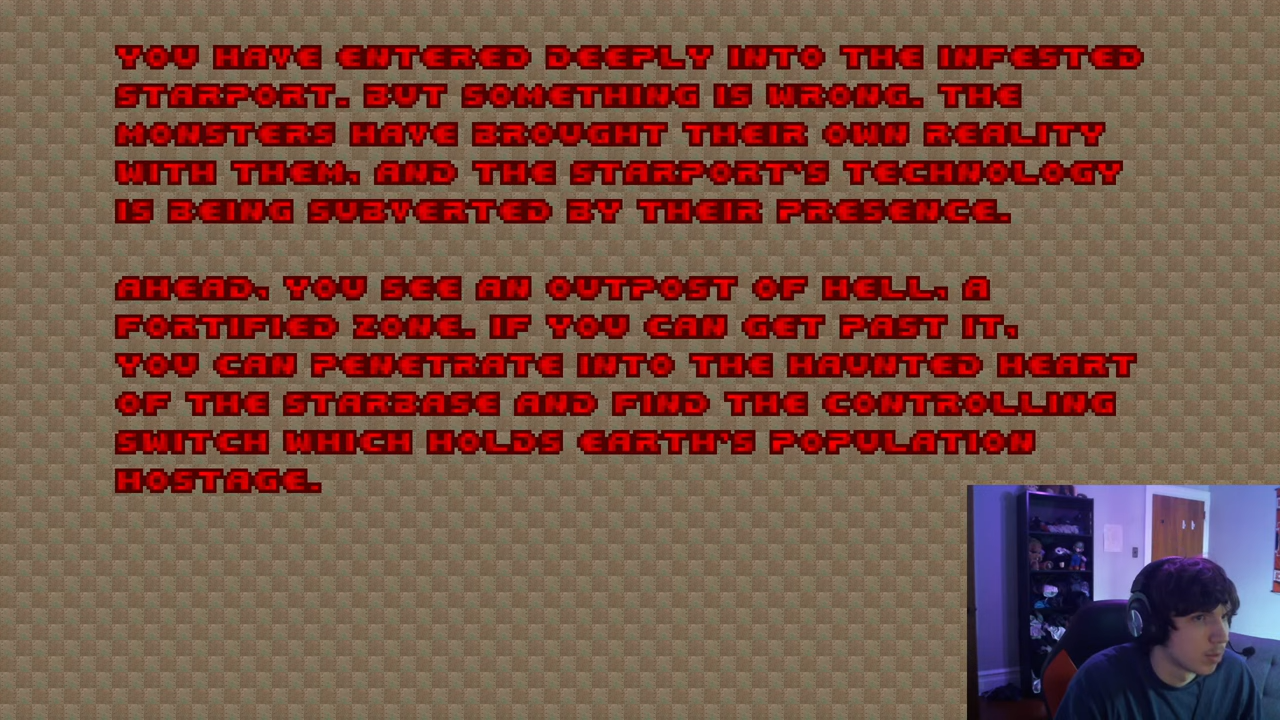 YOU HAVE ENTERED DEEPLY INTO THE INFESTED
STARPORT. BUT SOMETHING IS WRONG. THE
MONSTERS HAVE BROUGHT THEIR OWN REALITY
WITH THEM, AND THE STARPORT'S TECHNOLOGY
IS BEING SUBVERTED BY THEIR PRESENCE.
AHEAD, YOU SEE AN OUTPOST OF HELL, A
FORTIFIED ZONE. IF YOU CAN GET PAST IT,
YOU CAN PENETRATE INTO THE HAUNTED HEART
OF THE STARBASE AND FIND THE CONTROLLING
SWITCH WHICH HOLDS EARTH'S POPULATION
HOSTAGE.